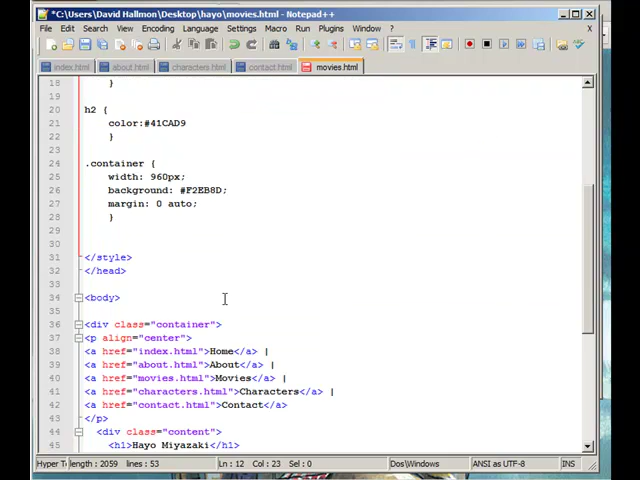 *C:\Users\David Hallmon\Desktop\hayo\movies.html - Notepad++
File Edit Search View Encoding Language Settings Macro Run Plugins Window ? X
index.html about.html characters.html contact.html movies.html
18 }
19
20 h2 {
21 color:#41CAD9
22 }
23
24 .container {
25 width: 960px;
26 background: #F2EB8D;
27 margin: 0 auto;
28 }
29
30
31 </style>
32 </head>
33
34 <body>
35
36 <div class="container">
37 <p align="center">
38 <a href="index.html">Home</a> |
39 <a href="about.html">About</a> |
40 <a href="movies.html">Movies</a> |
41 <a href="characters.html">Characters</a> |
42 <a href="contact.html">Contact</a>
43 </p>
44 <div class="content">
45 <h1>Hayo Miyazaki</h1>
Hyper Te length : 2059 lines : 53 Ln : 12 Col : 23 Sel : 0 Dos\Windows ANSI as UTF-8 INS